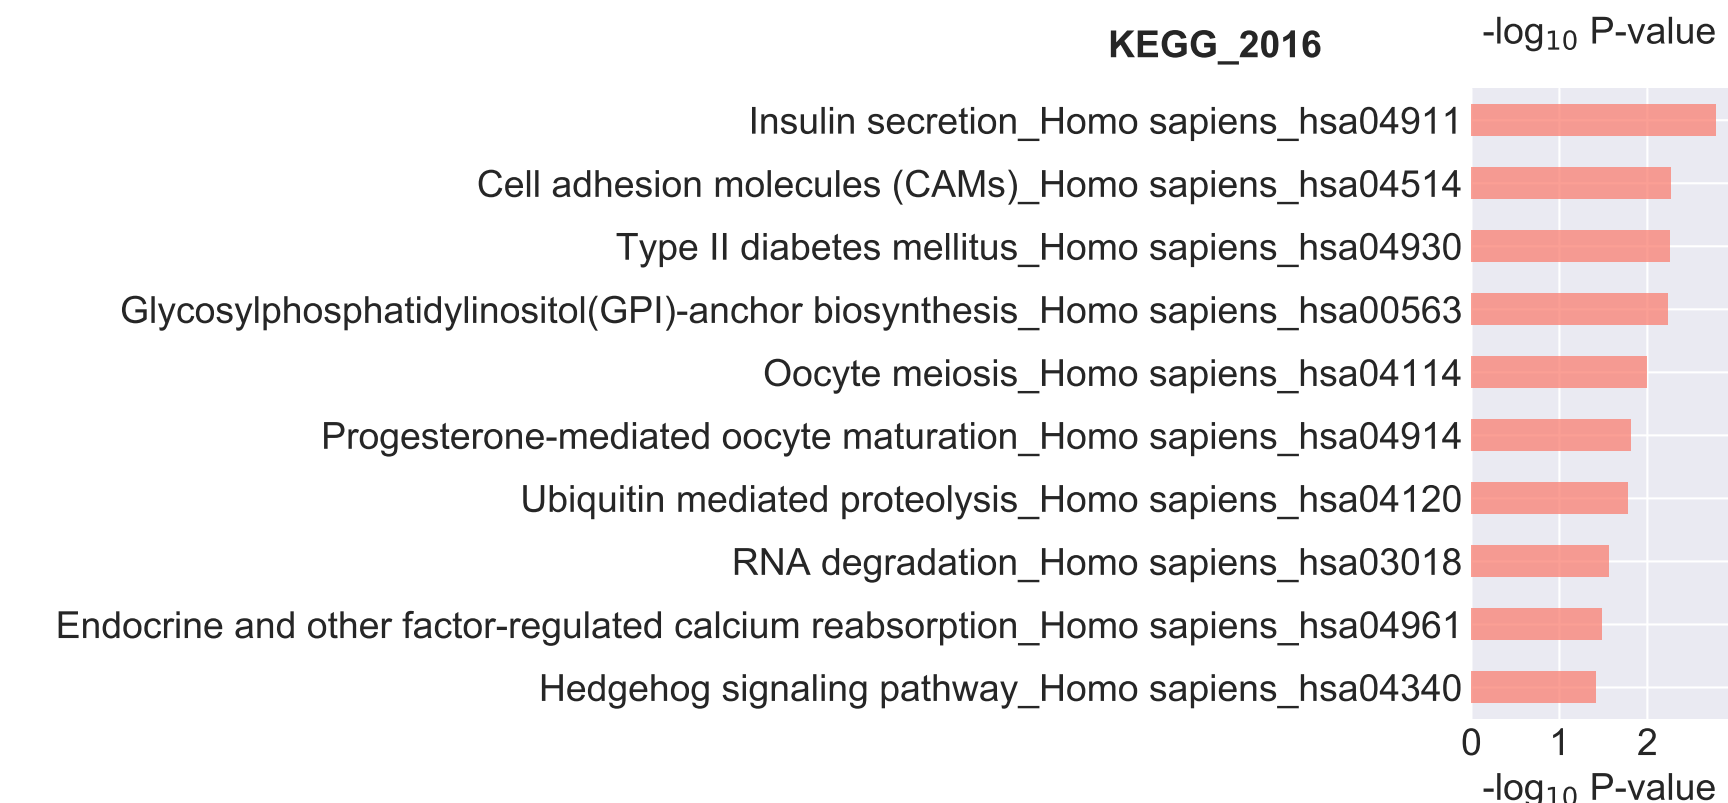 KEGG_2016
-log10 P-value
Insulin secretion_Homo sapiens_hsa04911
Cell adhesion molecules (CAMs)_Homo sapiens_hsa04514
Type II diabetes mellitus_Homo sapiens_hsa04930
Glycosylphosphatidylinositol(GPI)-anchor biosynthesis_Homo sapiens_hsa00563
Oocyte meiosis_Homo sapiens_hsa04114
Progesterone-mediated oocyte maturation_Homo sapiens_hsa04914
Ubiquitin mediated proteolysis_Homo sapiens_hsa04120
RNA degradation_Homo sapiens_hsa03018
Endocrine and other factor-regulated calcium reabsorption_Homo sapiens_hsa04961
Hedgehog signaling pathway_Homo sapiens_hsa04340
0 1 2
-log10 P-value